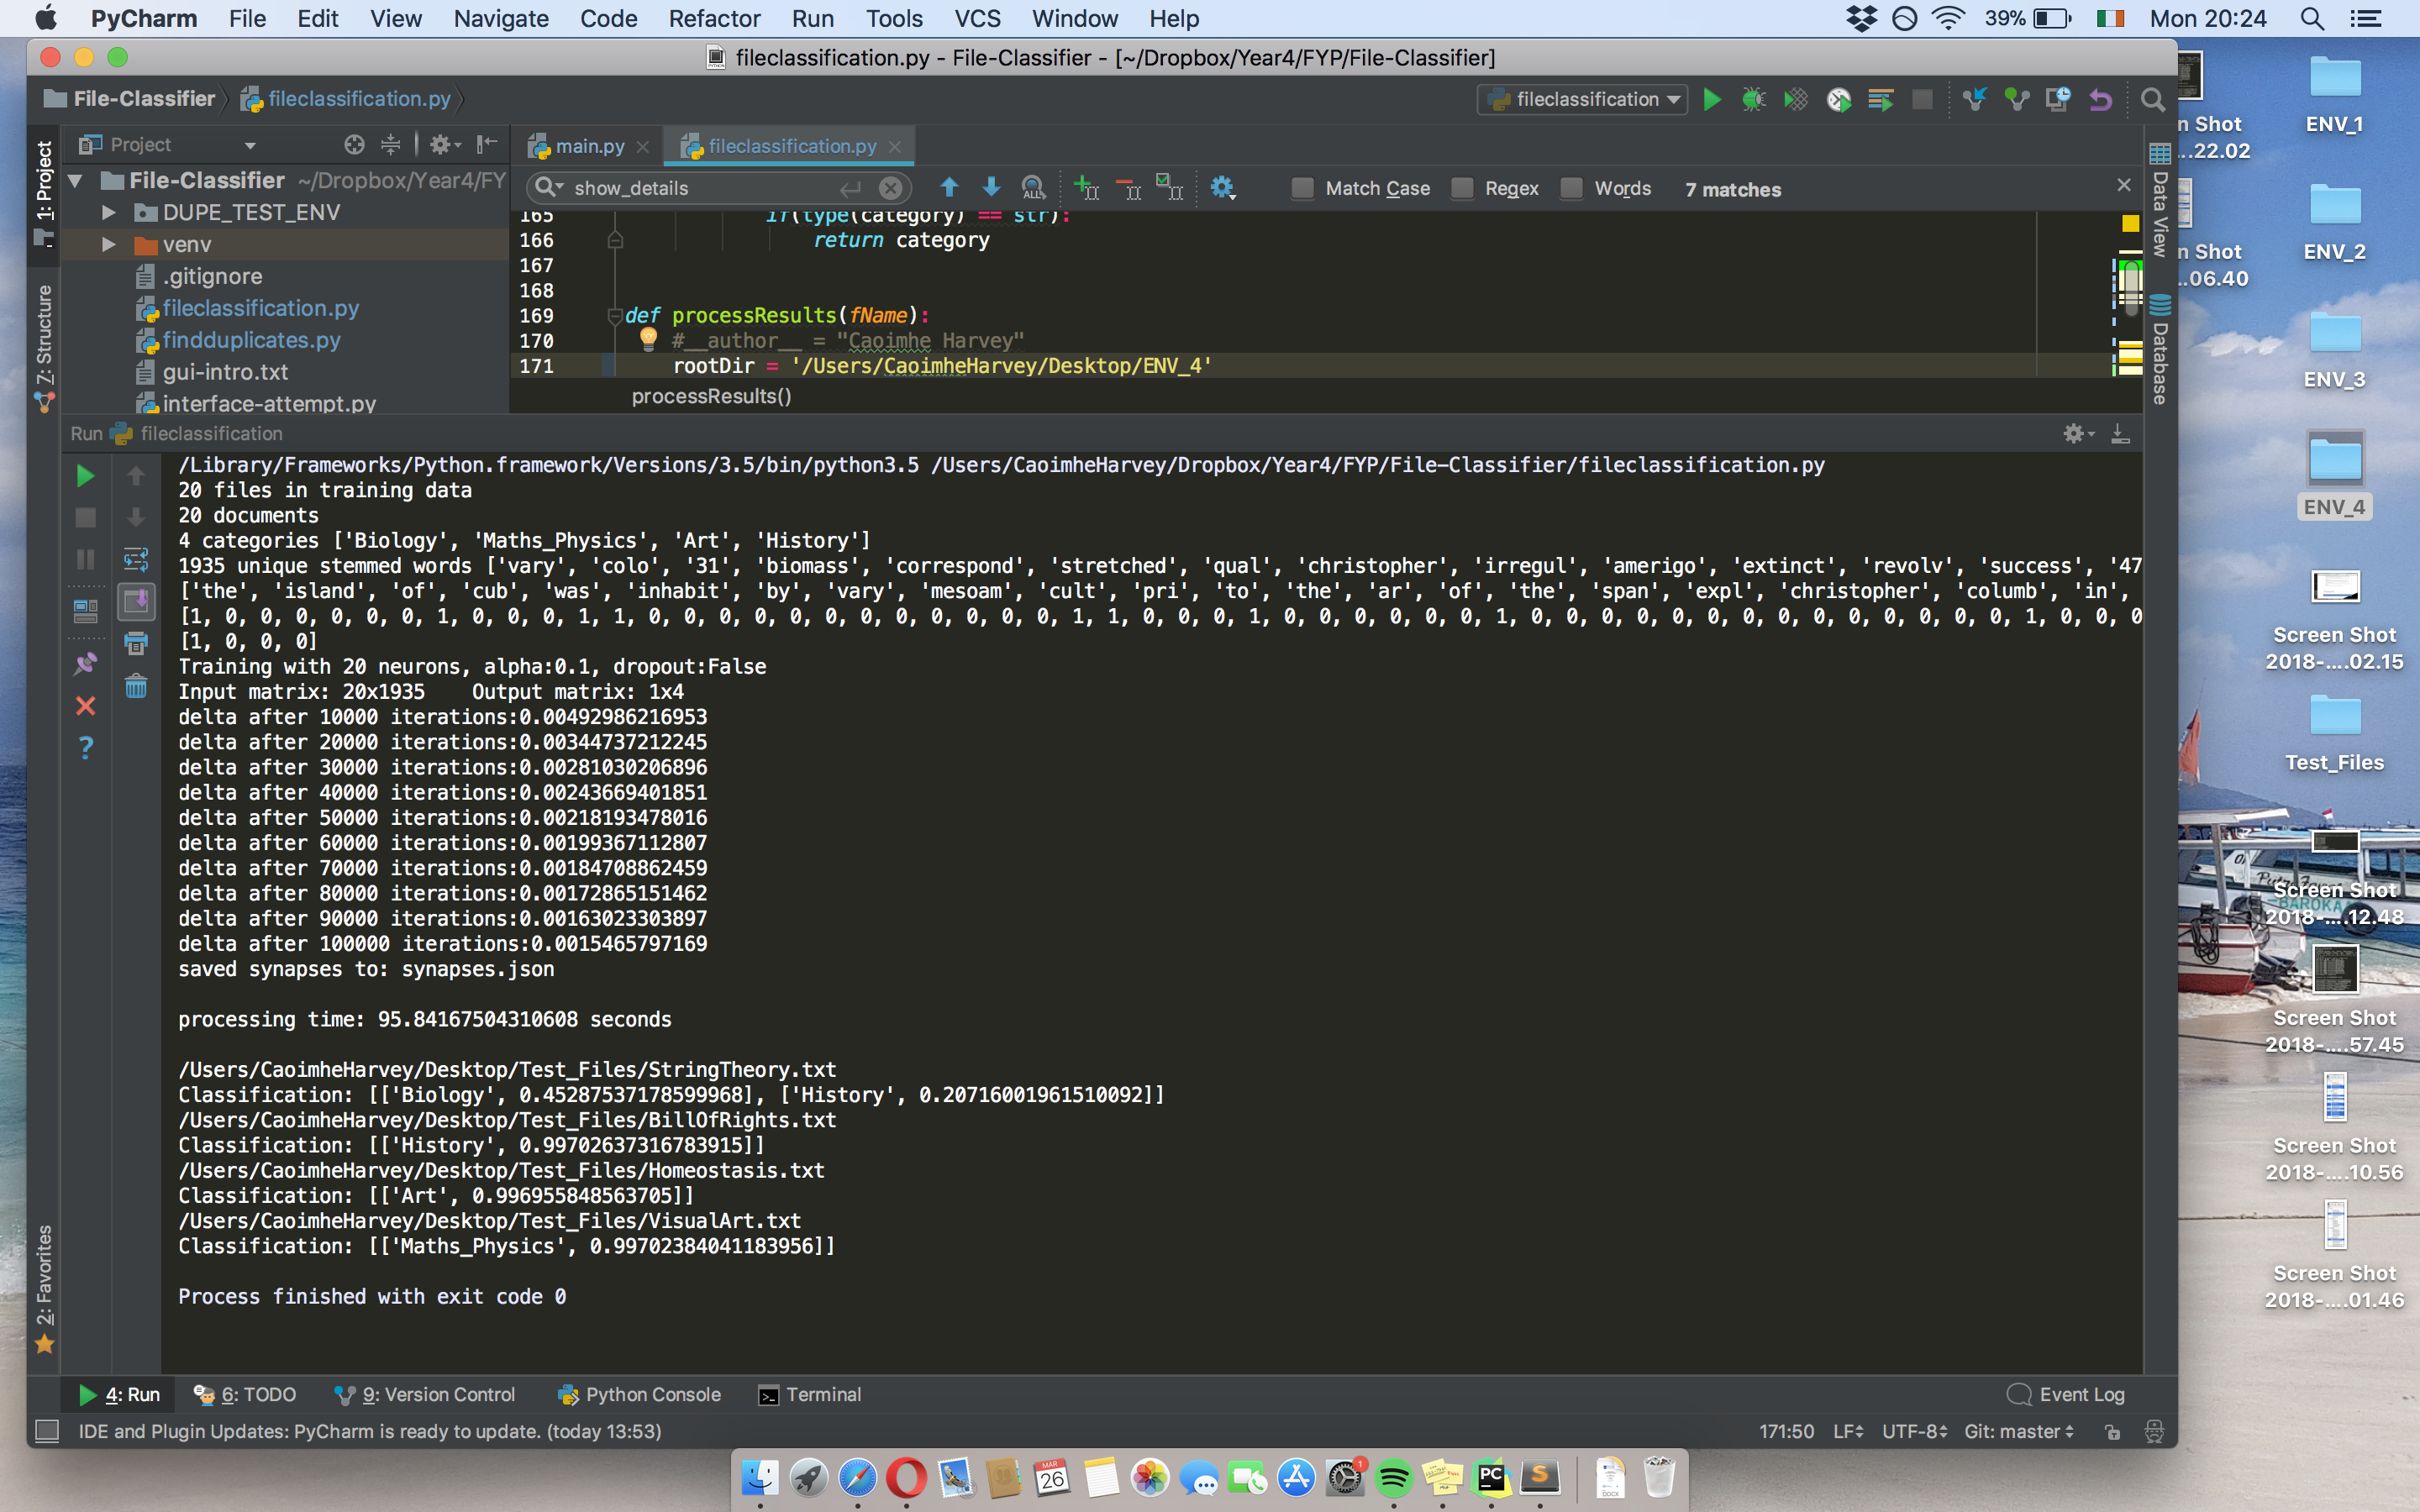 PyCharm File Edit View Navigate Code Refactor Run Tools VCS Window Help 39% Mon 20:24
fileclassification.py - File-Classifier - [~/Dropbox/Year4/FYP/File-Classifier]
File-Classifier fileclassification.py fileclassification
Project main.py fileclassification.py
File-Classifier ~/Dropbox/Year4/FY
show_details Match Case Regex Words 7 matches
DUPE_TEST_ENV
venv
.gitignore
fileclassification.py
findduplicates.py
gui-intro.txt
interface-attempt.py
165 if(type(category) == str):
166 return category
167
168
169 def processResults(fName):
170 #__author__ = "Caoimhe Harvey"
171 rootDir = '/Users/CaoimheHarvey/Desktop/ENV_4'
processResults()
1: Project
7: Structure
2: Favorites
Data View
Database
Run fileclassification
/Library/Frameworks/Python.framework/Versions/3.5/bin/python3.5 /Users/CaoimheHarvey/Dropbox/Year4/FYP/File-Classifier/fileclassification.py
20 files in training data
20 documents
4 categories ['Biology', 'Maths_Physics', 'Art', 'History']
1935 unique stemmed words ['vary', 'colo', '31', 'biomass', 'correspond', 'stretched', 'qual', 'christopher', 'irregul', 'amerigo', 'extinct', 'revolv', 'success', '47
['the', 'island', 'of', 'cub', 'was', 'inhabit', 'by', 'vary', 'mesoam', 'cult', 'pri', 'to', 'the', 'ar', 'of', 'the', 'span', 'expl', 'christopher', 'columb', 'in',
[1, 0, 0, 0, 0, 0, 0, 1, 0, 0, 0, 1, 1, 0, 0, 0, 0, 0, 0, 0, 0, 0, 0, 0, 0, 1, 1, 0, 0, 0, 1, 0, 0, 0, 0, 0, 0, 1, 0, 0, 0, 0, 0, 0, 0, 0, 0, 0, 0, 0, 0, 0, 1, 0, 0, 0
[1, 0, 0, 0]
Training with 20 neurons, alpha:0.1, dropout:False
Input matrix: 20x1935 Output matrix: 1x4
delta after 10000 iterations:0.00492986216953
delta after 20000 iterations:0.00344737212245
delta after 30000 iterations:0.00281030206896
delta after 40000 iterations:0.00243669401851
delta after 50000 iterations:0.00218193478016
delta after 60000 iterations:0.00199367112807
delta after 70000 iterations:0.00184708862459
delta after 80000 iterations:0.00172865151462
delta after 90000 iterations:0.00163023303897
delta after 100000 iterations:0.0015465797169
saved synapses to: synapses.json
processing time: 95.84167504310608 seconds
/Users/CaoimheHarvey/Desktop/Test_Files/StringTheory.txt
Classification: [['Biology', 0.45287537178599968], ['History', 0.20716001961510092]]
/Users/CaoimheHarvey/Desktop/Test_Files/BillOfRights.txt
Classification: [['History', 0.99702637316783915]]
/Users/CaoimheHarvey/Desktop/Test_Files/Homeostasis.txt
Classification: [['Art', 0.996955848563705]]
/Users/CaoimheHarvey/Desktop/Test_Files/VisualArt.txt
Classification: [['Maths_Physics', 0.99702384041183956]]
Process finished with exit code 0
4: Run 6: TODO 9: Version Control Python Console Terminal Event Log
IDE and Plugin Updates: PyCharm is ready to update. (today 13:53) 171:50 LF UTF-8 Git: master
n Shot
..22.02
n Shot
..06.40
ENV_1
ENV_2
ENV_3
ENV_4
Screen Shot
2018-....02.15
Test_Files
Screen Shot
2018-....12.48
Screen Shot
2018-....57.45
Screen Shot
2018-....10.56
Screen Shot
2018-....01.46
BAROKA
MAR
26
1
PC
S
DOCX